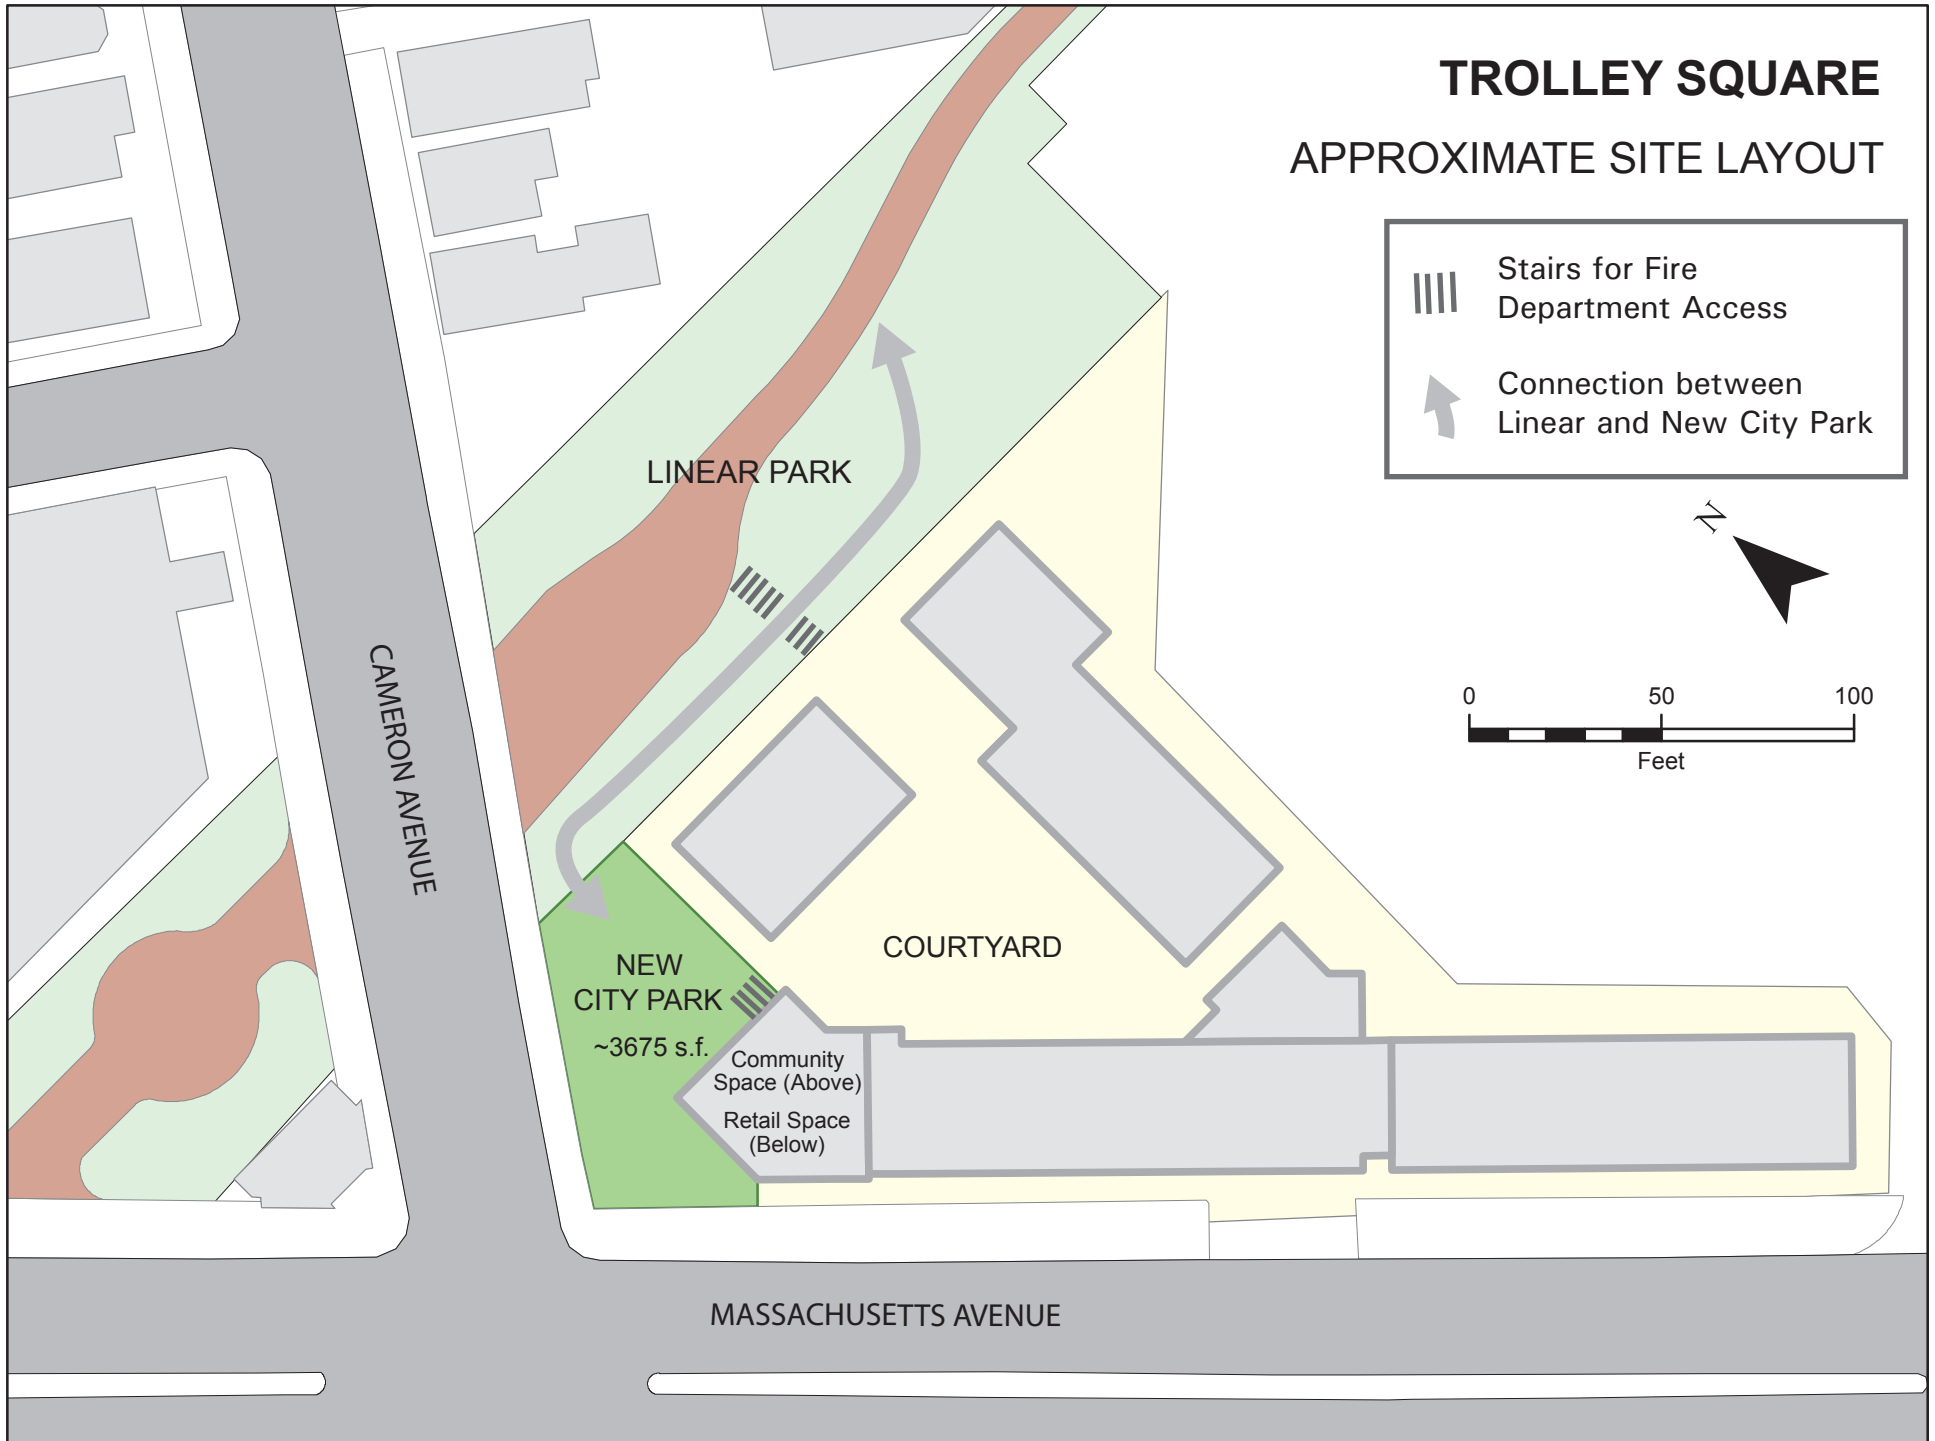 TROLLEY SQUARE
APPROXIMATE SITE LAYOUT
Stairs for Fire
Department Access
Connection between
Linear and New City Park
N
0 50 100
Feet
LINEAR PARK
CAMERON AVENUE
NEW
CITY PARK
~3675 s.f.
COURTYARD
Community
Space (Above)
Retail Space
(Below)
MASSACHUSETTS AVENUE